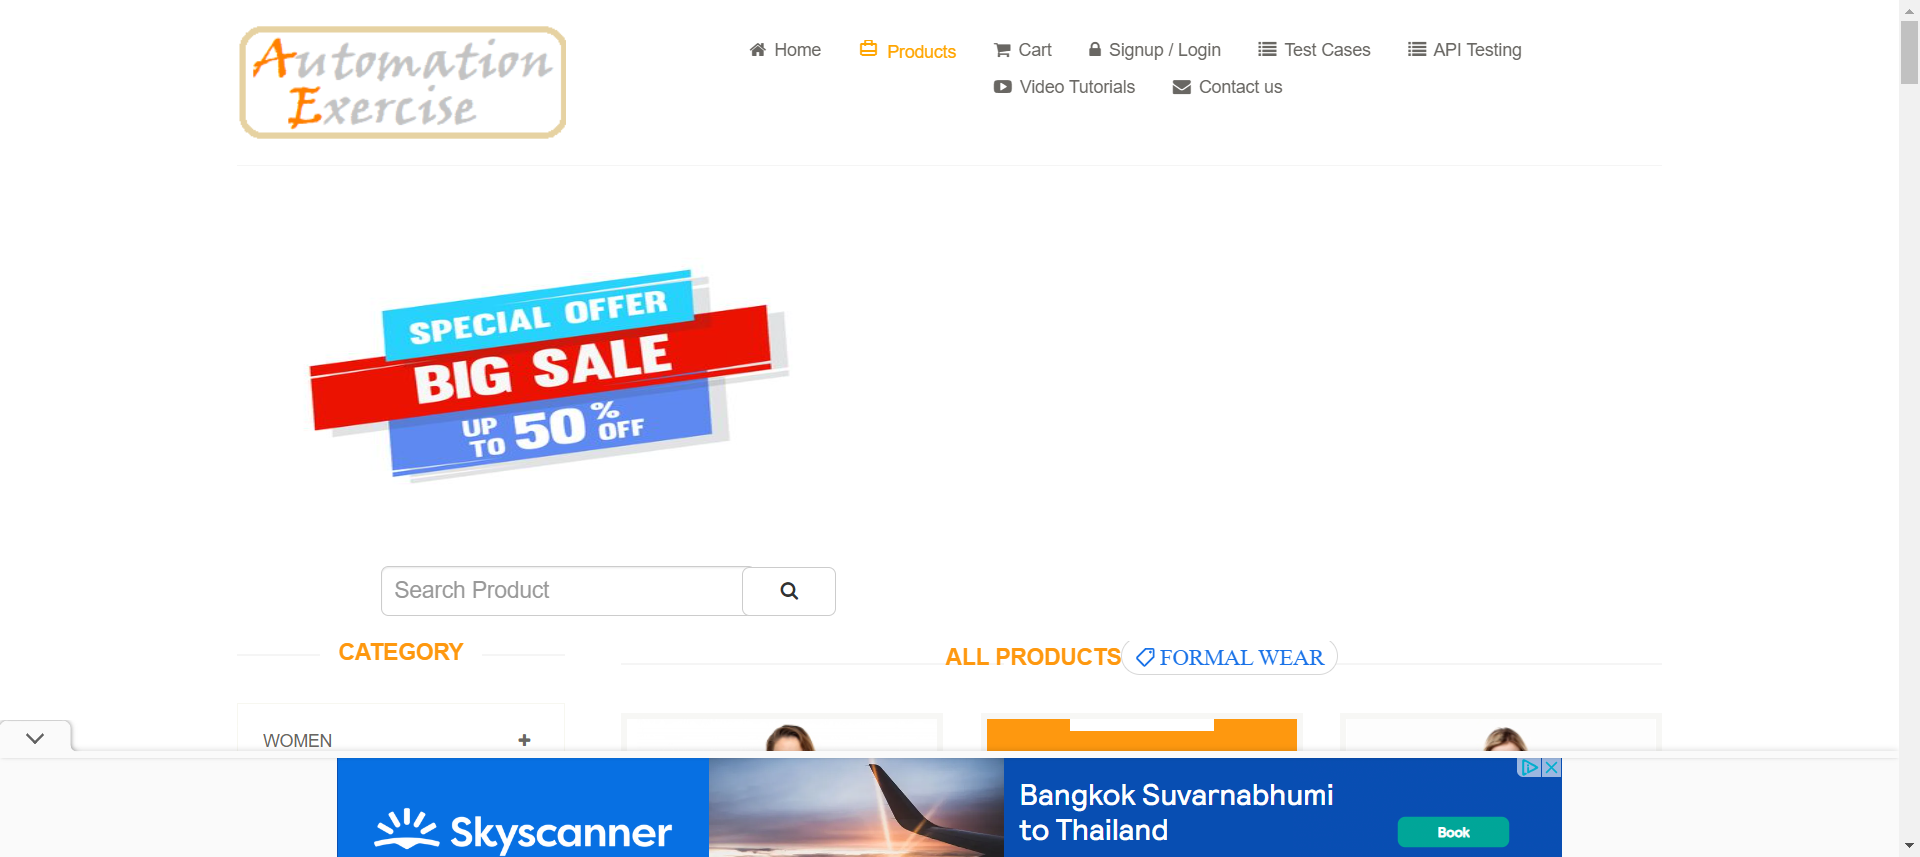 Automation
Exercise
Home
Products
Cart
Signup / Login
Test Cases
API Testing
Video Tutorials
Contact us
SPECIAL OFFER
BIG SALE
UP TO 50% OFF
Search Product
CATEGORY
ALL PRODUCTS
FORMAL WEAR
WOMEN
Skyscanner
Bangkok Suvarnabhumi
to Thailand
Book